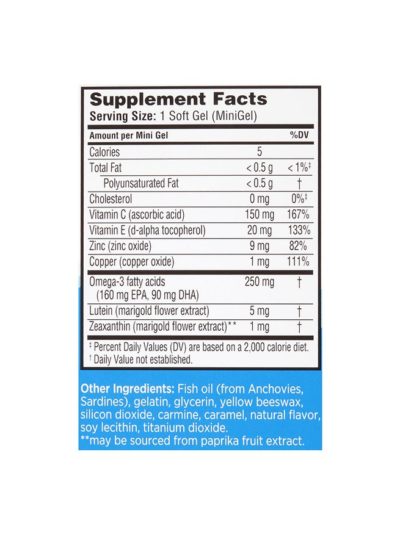 Supplement Facts
Serving Size: 1 Soft Gel (MiniGel)
Amount per Mini Gel %DV
Calories 5
Total Fat < 0.5 g < 1%‡
Polyunsaturated Fat < 0.5 g †
Cholesterol 0 mg 0%‡
Vitamin C (ascorbic acid) 150 mg 167%
Vitamin E (d-alpha tocopherol) 20 mg 133%
Zinc (zinc oxide) 9 mg 82%
Copper (copper oxide) 1 mg 111%
Omega-3 fatty acids 250 mg †
(160 mg EPA, 90 mg DHA)
Lutein (marigold flower extract) 5 mg †
Zeaxanthin (marigold flower extract)** 1 mg †
‡ Percent Daily Values (DV) are based on a 2,000 calorie diet.
† Daily Value not established.
Other Ingredients: Fish oil (from Anchovies,
Sardines), gelatin, glycerin, yellow beeswax,
silicon dioxide, carmine, caramel, natural flavor,
soy lecithin, titanium dioxide.
**may be sourced from paprika fruit extract.